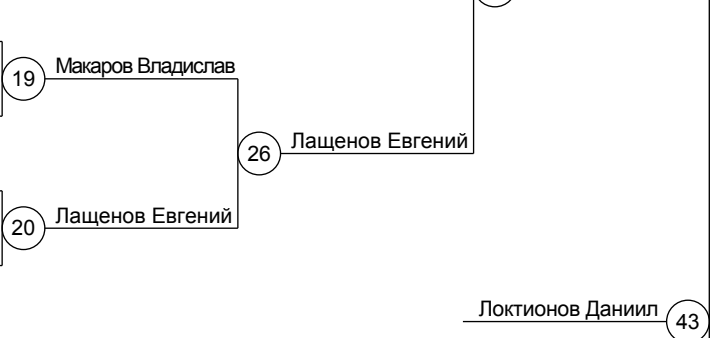 19
Макаров Владислав
26
Лащенов Евгений
20
Лащенов Евгений
Локтионов Даниил
43